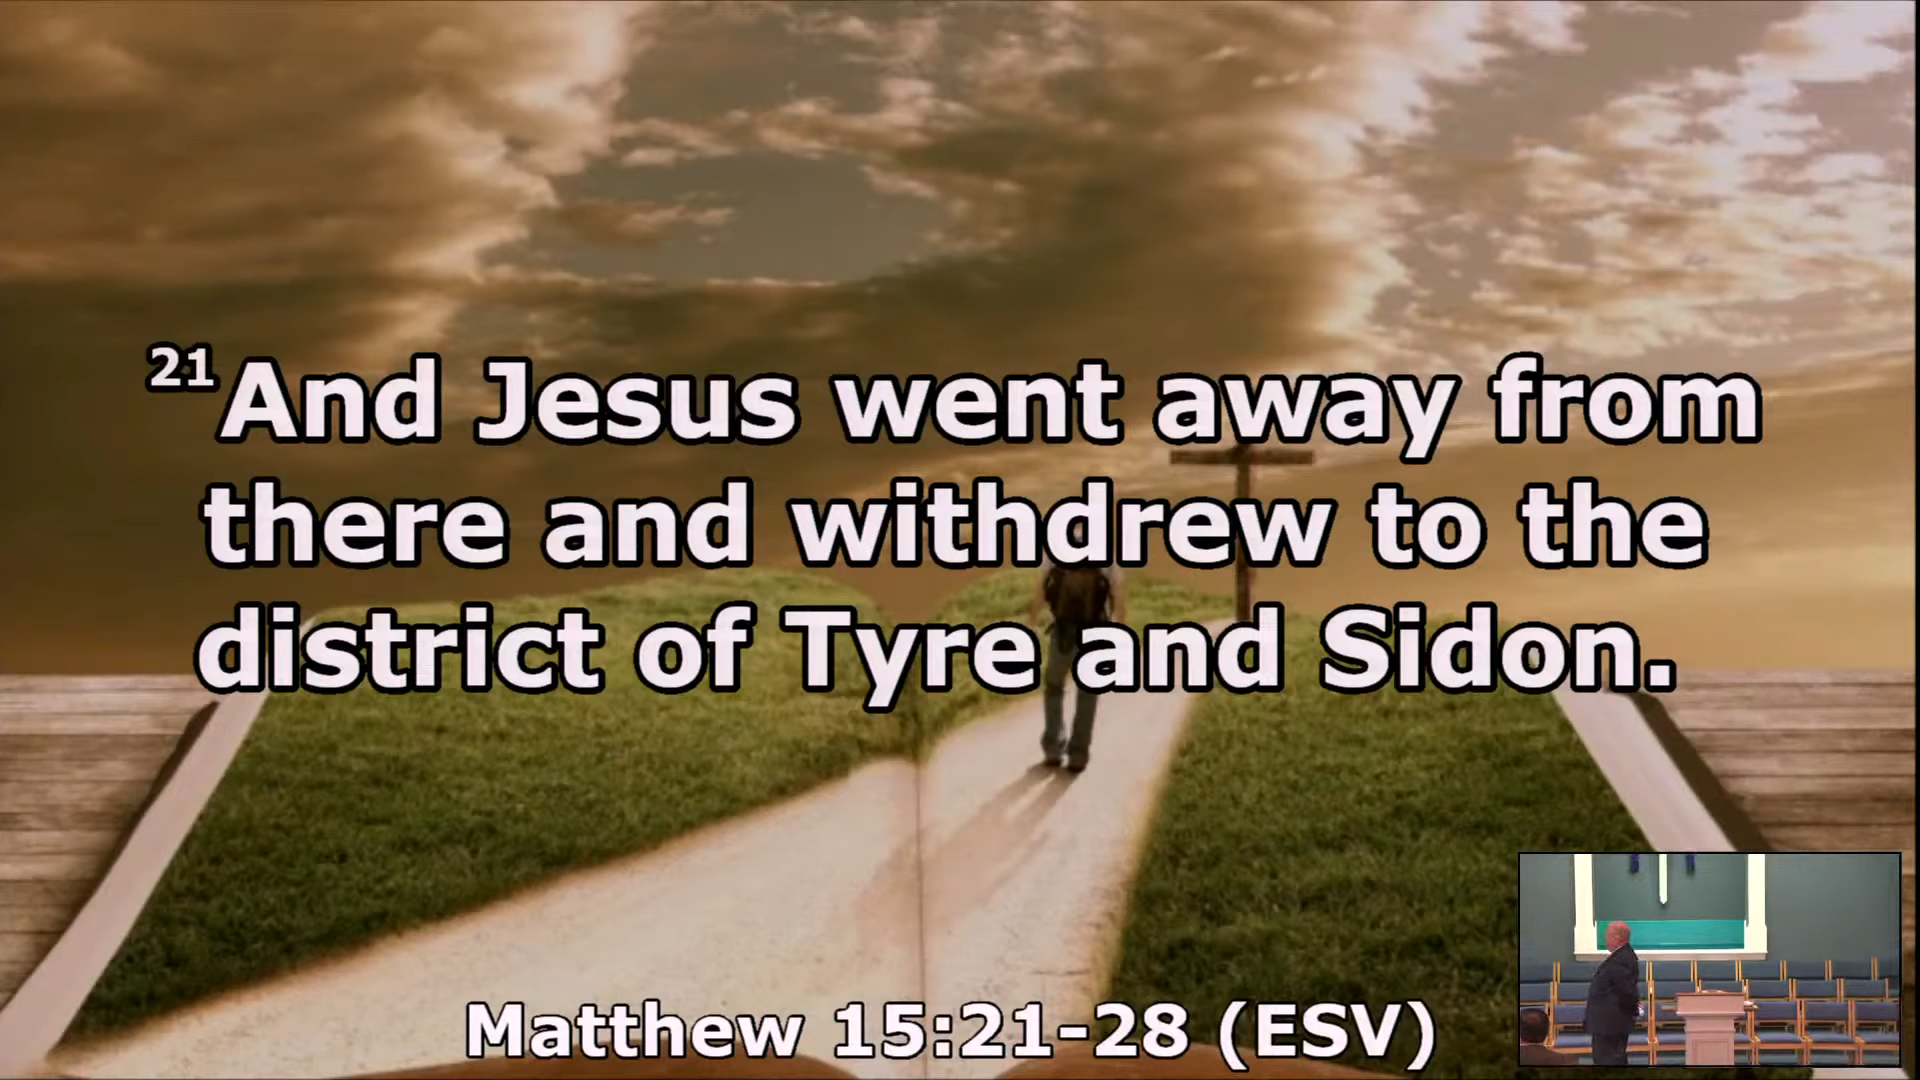 21And Jesus went away from
there and withdrew to the
district of Tyre and Sidon.
Matthew 15:21-28 (ESV)